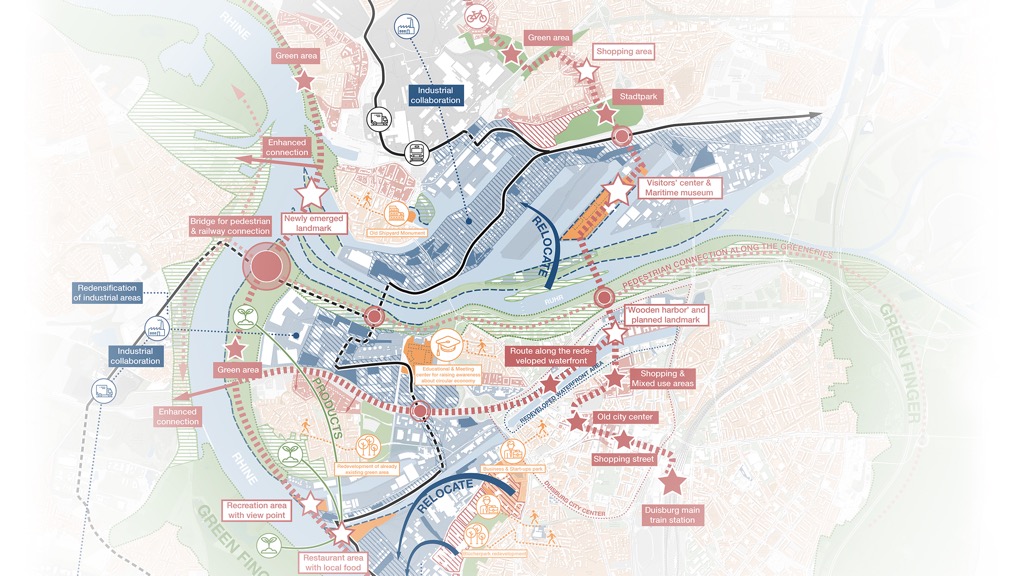 RHINE
Green area
Green area
Shopping area
Industrial
collaboration
Stadtpark
Enhanced
connection
Visitors' center &
Maritime museum
Newly emerged
landmark
Old Shipyard Monument
Bridge for pedestrian
& railway connection
RELOCATE
PEDESTRIAN CONNECTION ALONG THE GREENERIES
Redensification
of industrial areas
RUHR
'Wooden harbor' and
planned landmark
Industrial
collaboration
Route along the rede-
veloped waterfront
GREEN FINGER
Green area
Educational & Meeting
center for raising awareness
about circular economy
Shopping &
Mixed use areas
PRODUCTS
REDEVELOPED WATERFRONT AREA
Enhanced
connection
Old city center
Shopping street
RHINE
Redevelopment of already
existing green area
Business & Startups park
RELOCATE
DUISBURG CITY CENTER
Recreation area
with view point
Duisburg main
train station
GREEN FINGER
Restaurant area
with local food